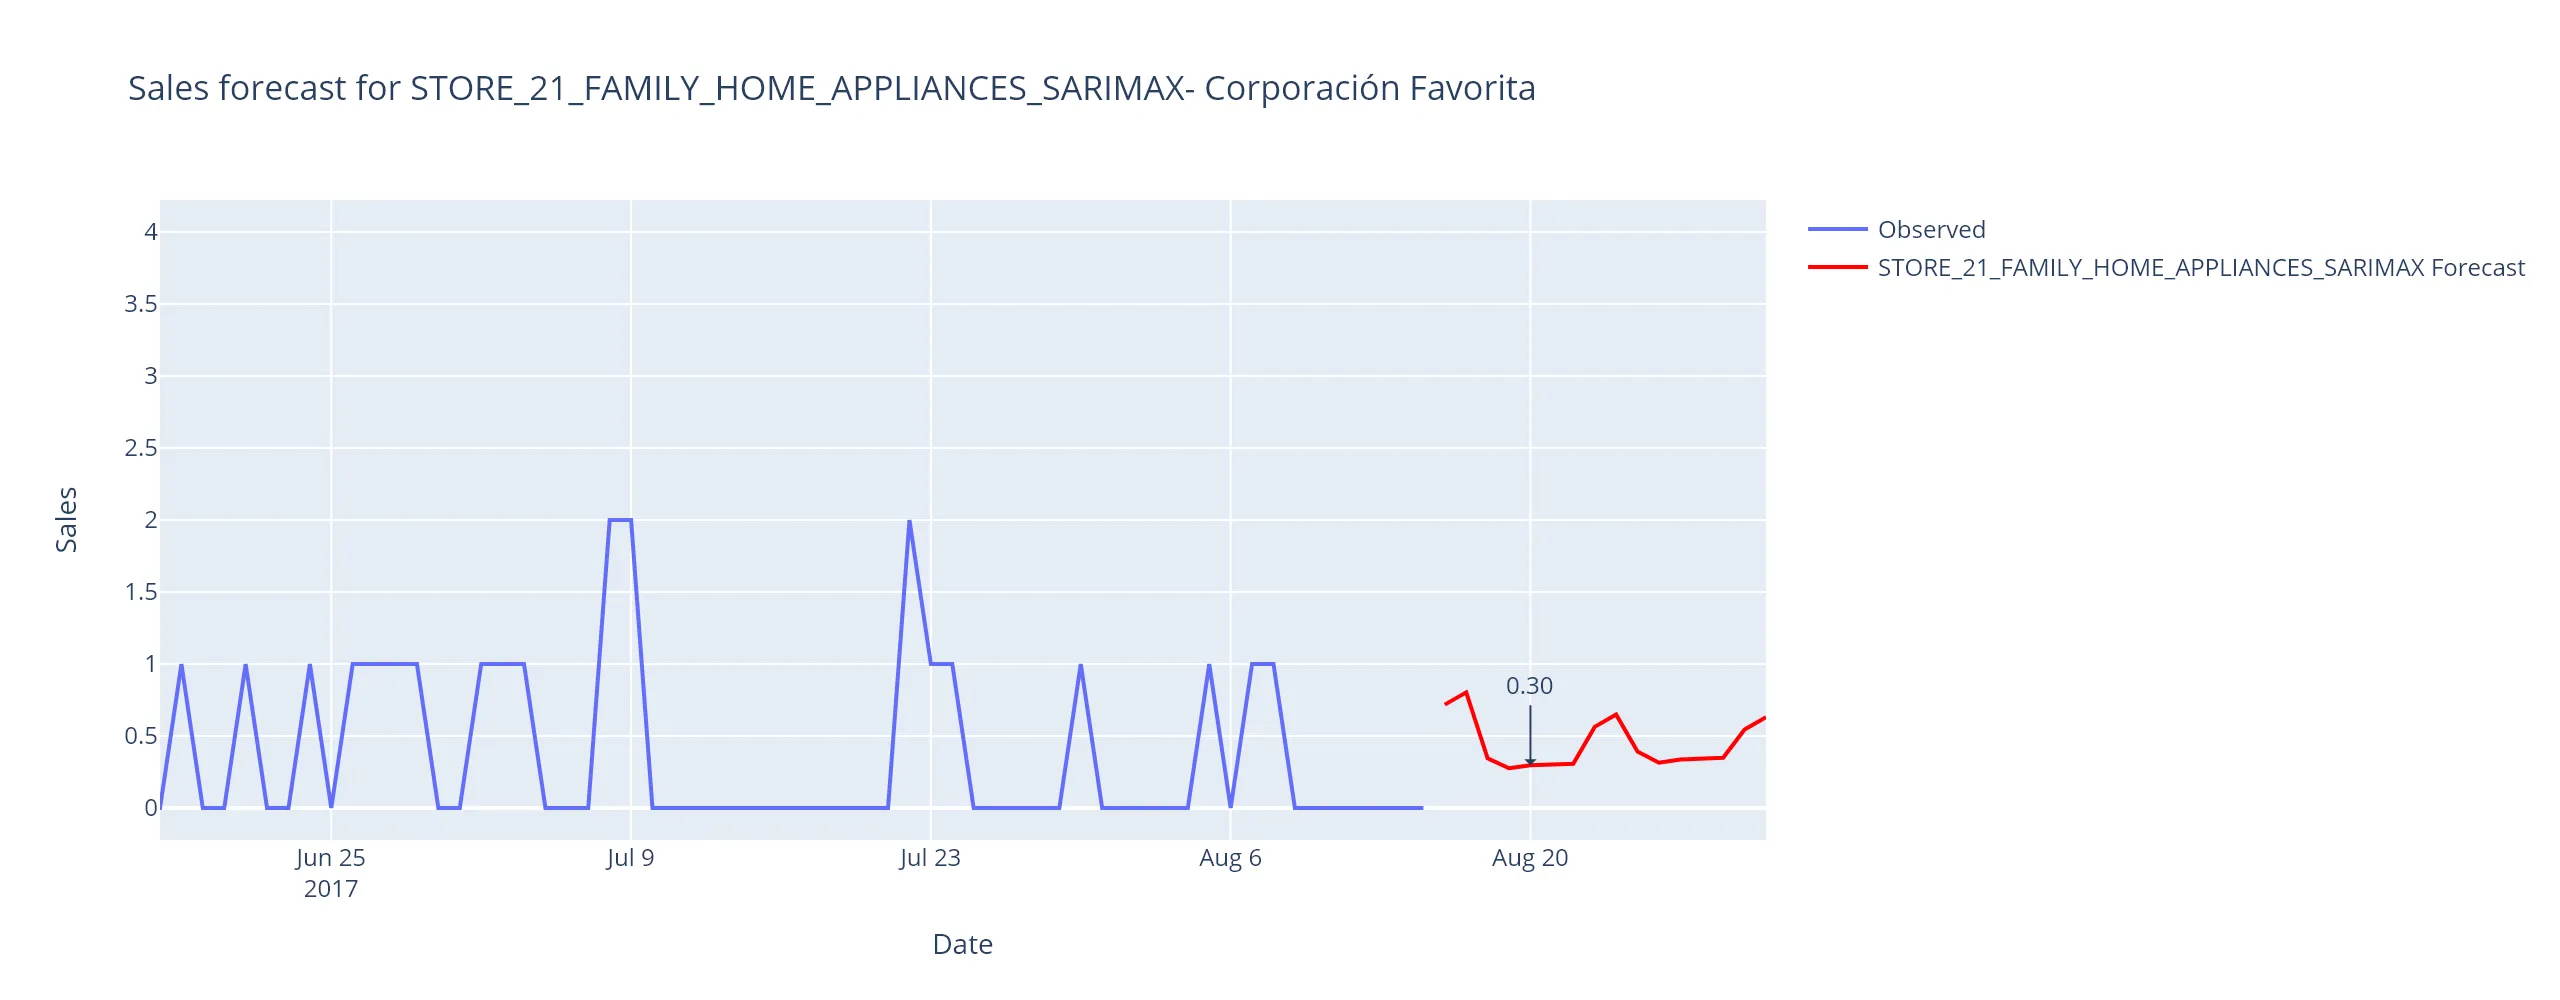 Sales forecast for STORE_21_FAMILY_HOME_APPLIANCES_SARIMAX- Corporación Favorita
Observed
STORE_21_FAMILY_HOME_APPLIANCES_SARIMAX Forecast
4
3.5
3
2.5
2
1.5
1
0.5
0
Sales
0.30
Jun 25
2017
Jul 9
Jul 23
Aug 6
Aug 20
Date